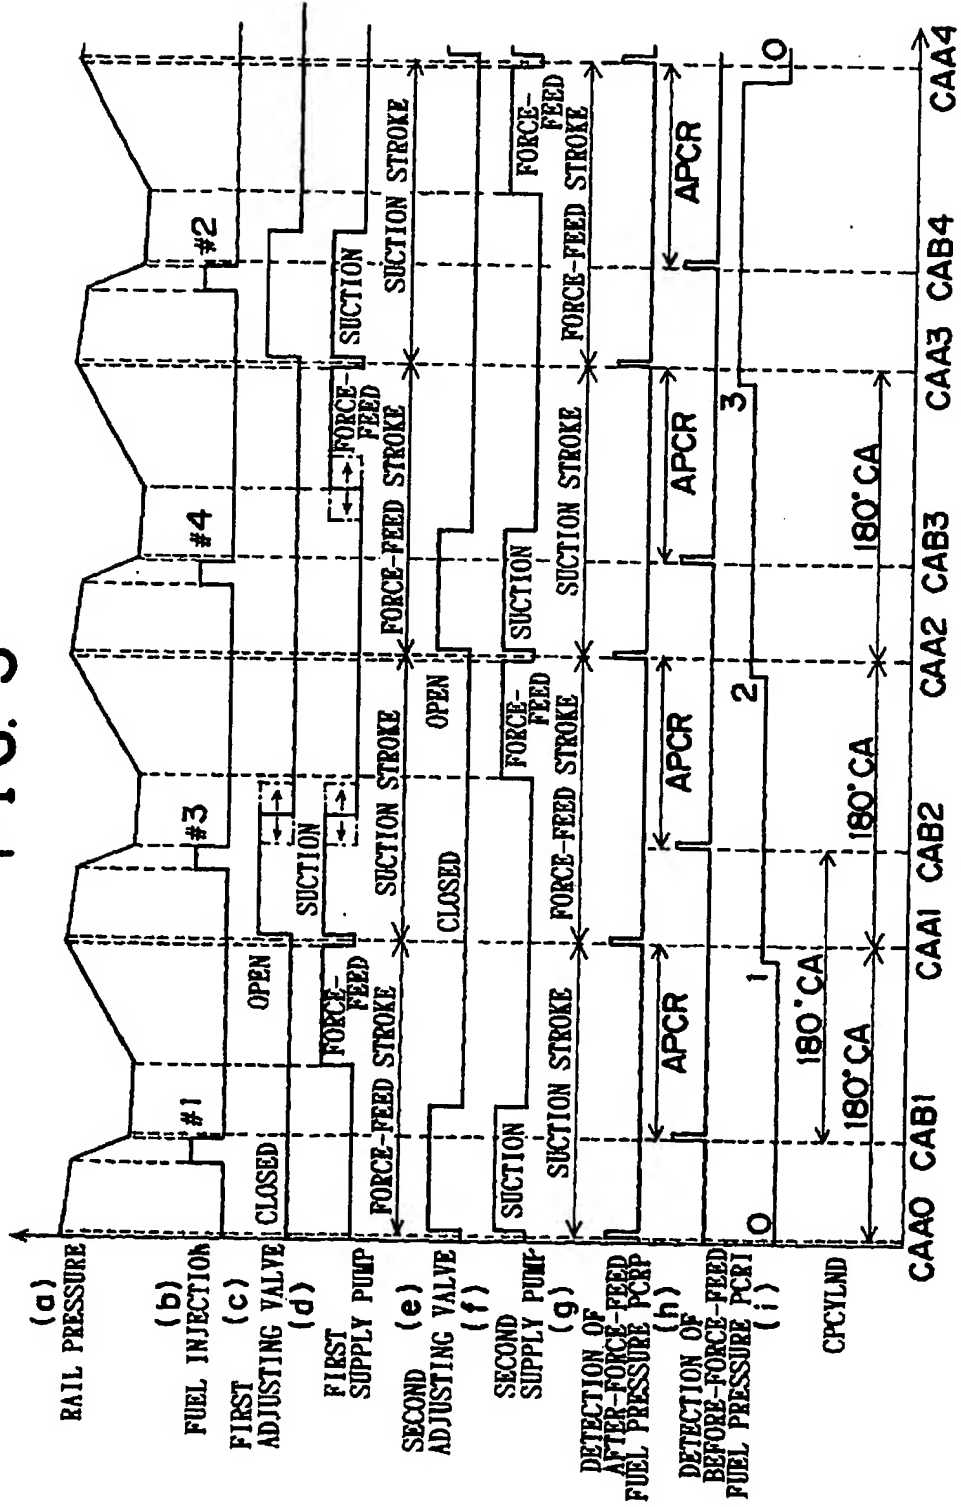 FIG. 5
(a)
RAIL PRESSURE
(b)
FUEL INJECTION
#1
#3
#4
#2
(c)
FIRST
ADJUSTING VALVE
CLOSED
OPEN
(d)
FIRST
SUPPLY PUMP
FORCE-
FEED
SUCTION
FORCE-
FEED
SUCTION
FORCE-FEED STROKE
SUCTION STROKE
FORCE-FEED STROKE
SUCTION STROKE
(e)
SECOND
ADJUSTING VALVE
CLOSED
OPEN
(f)
SECOND
SUPPLY PUMP
SUCTION
FORCE-
FEED
SUCTION
FORCE-
FEED
SUCTION STROKE
FORCE-FEED STROKE
SUCTION STROKE
FORCE-FEED STROKE
(g)
DETECTION OF
AFTER-FORCE-FEED
FUEL PRESSURE PCRP
APCR
APCR
APCR
APCR
(h)
DETECTION OF
BEFORE-FORCE-FEED
FUEL PRESSURE PCRI
(i)
CPCYLND
0
1
2
3
0
180°CA
180°CA
180°CA
180°CA
CAA0
CAB1
CAA1
CAB2
CAA2
CAB3
CAA3
CAB4
CAA4